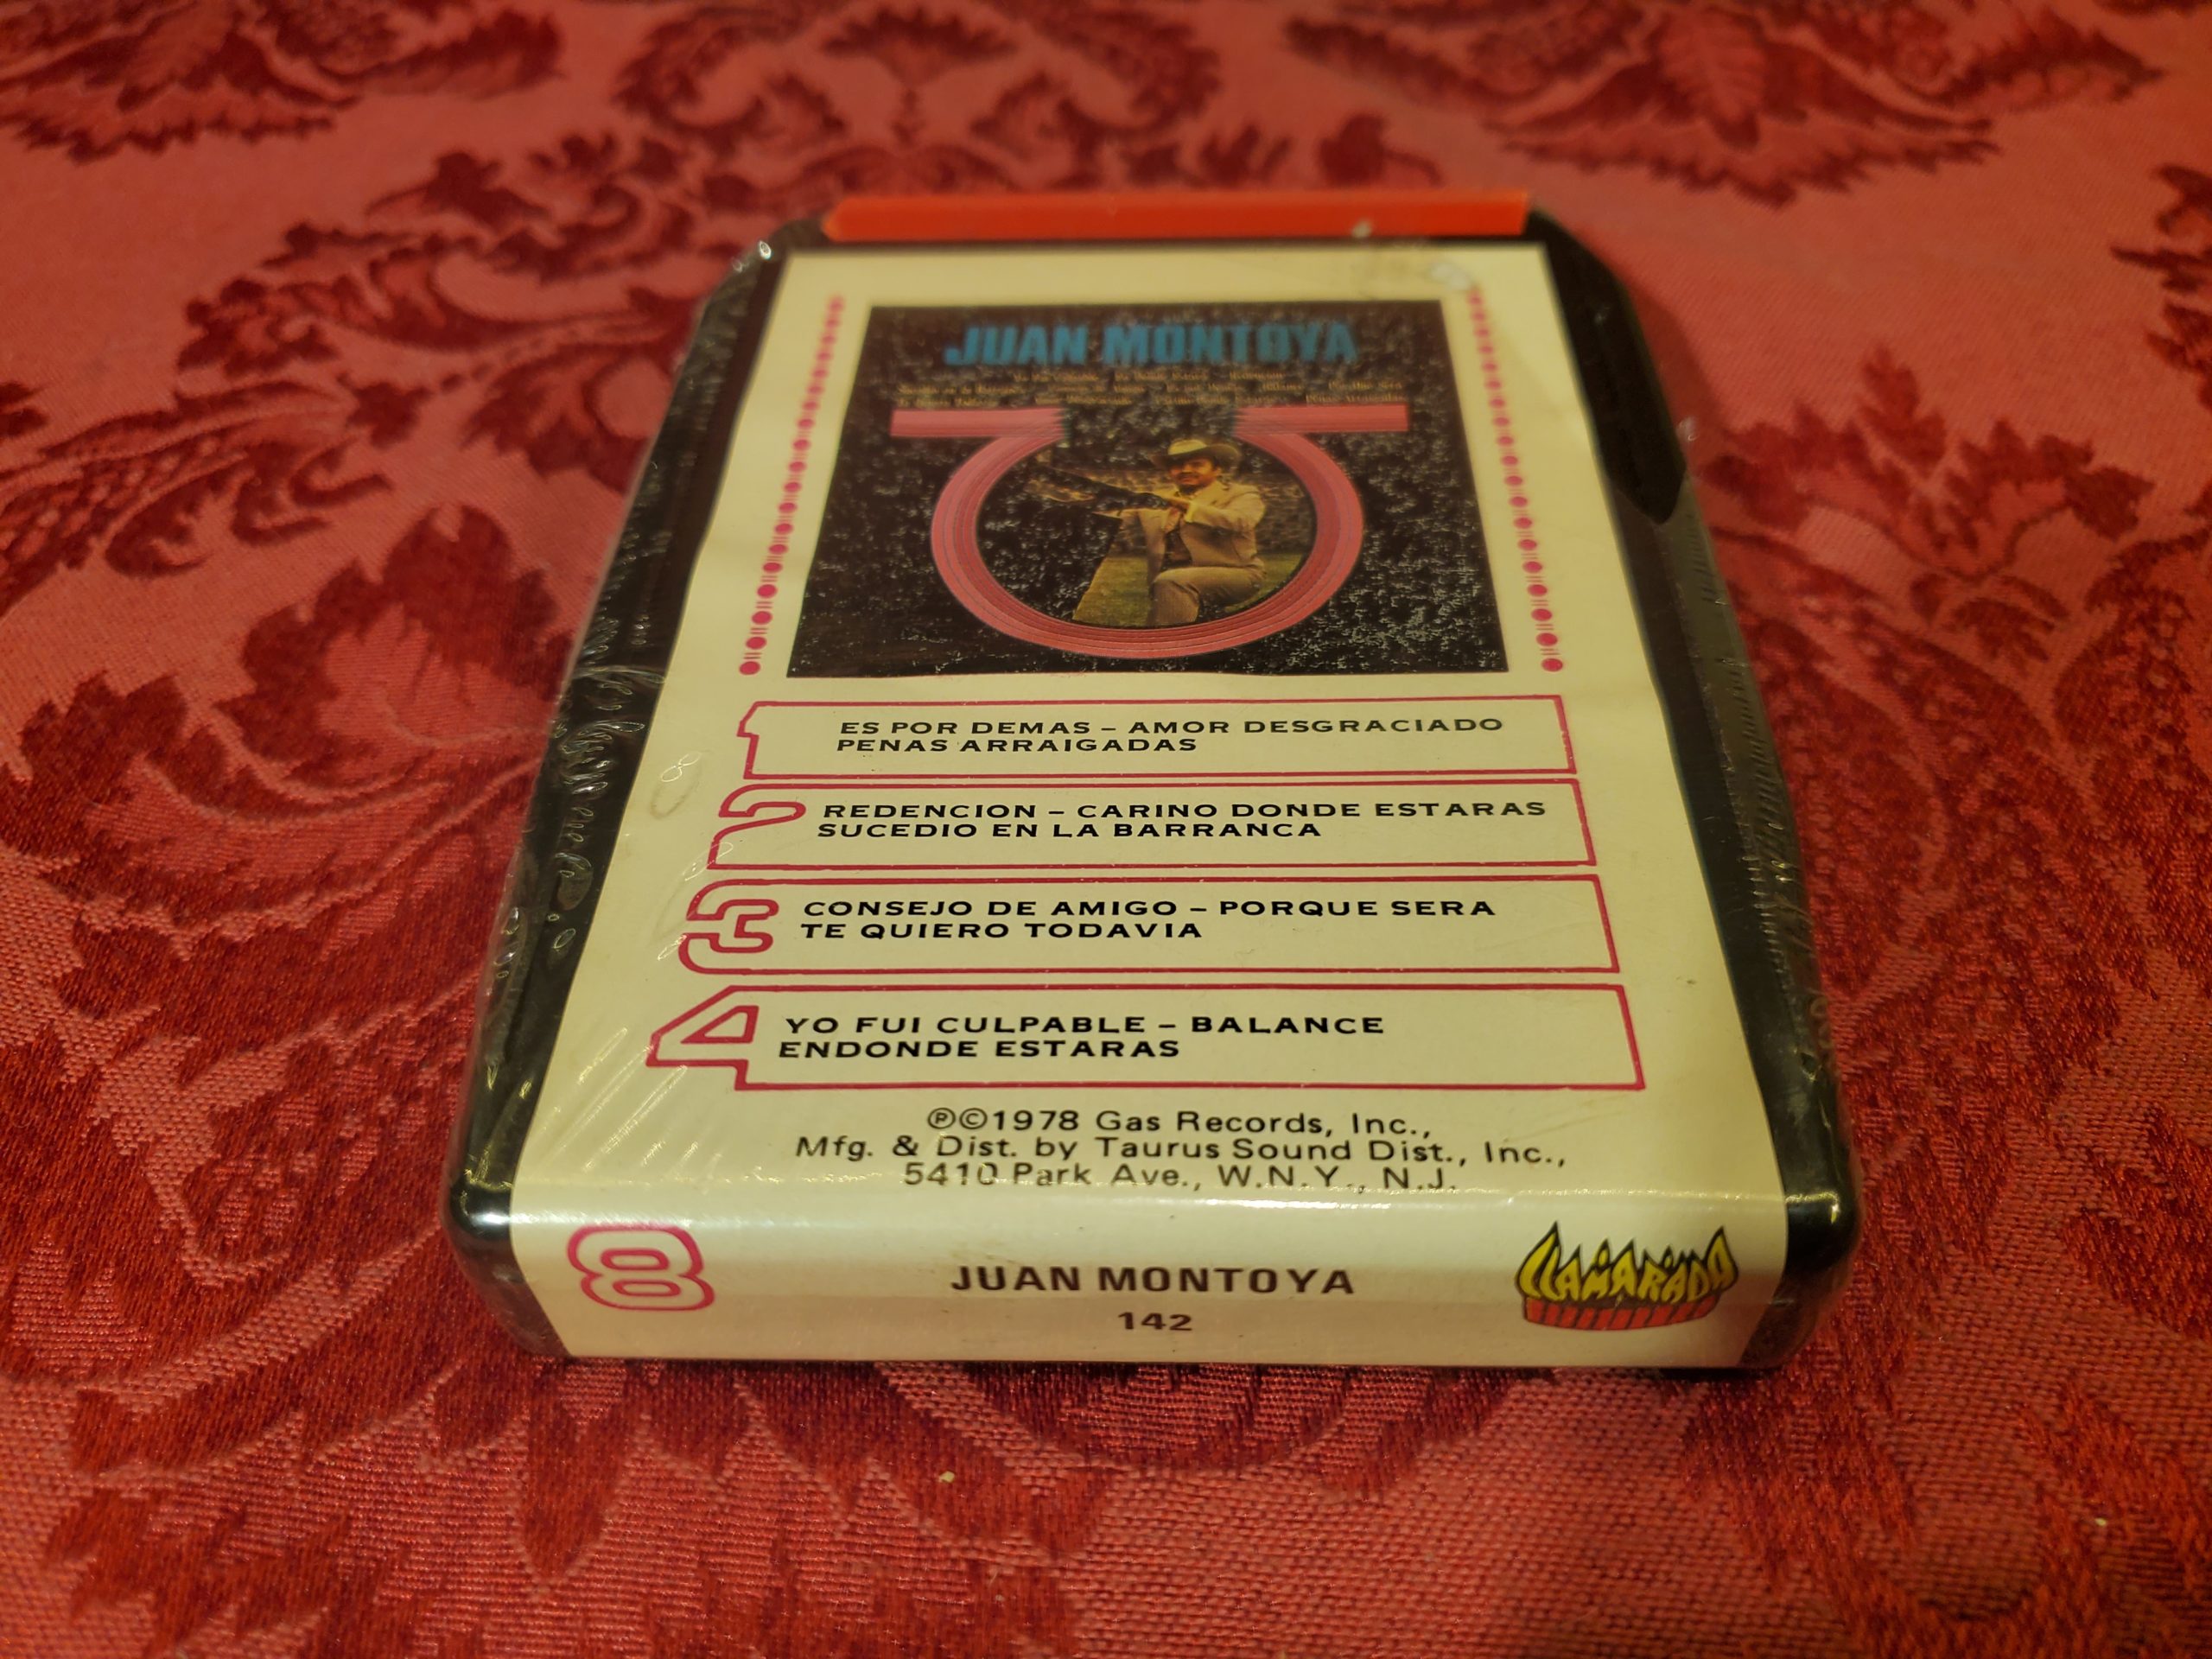 JUAN MONTOYA
1
ES POR DEMAS – AMOR DESGRACIADO
PENAS ARRAIGADAS
2
REDENCION – CARINO DONDE ESTARAS
SUCEDIO EN LA BARRANCA
3
CONSEJO DE AMIGO – PORQUE SERA
TE QUIERO TODAVIA
4
YO FUI CULPABLE – BALANCE
ENDONDE ESTARAS
℗©1978 Gas Records, Inc.,
Mfg. & Dist. by Taurus Sound Dist., Inc.,
5410 Park Ave., W.N.Y., N.J.
8
JUAN MONTOYA
142
LLAMARADO